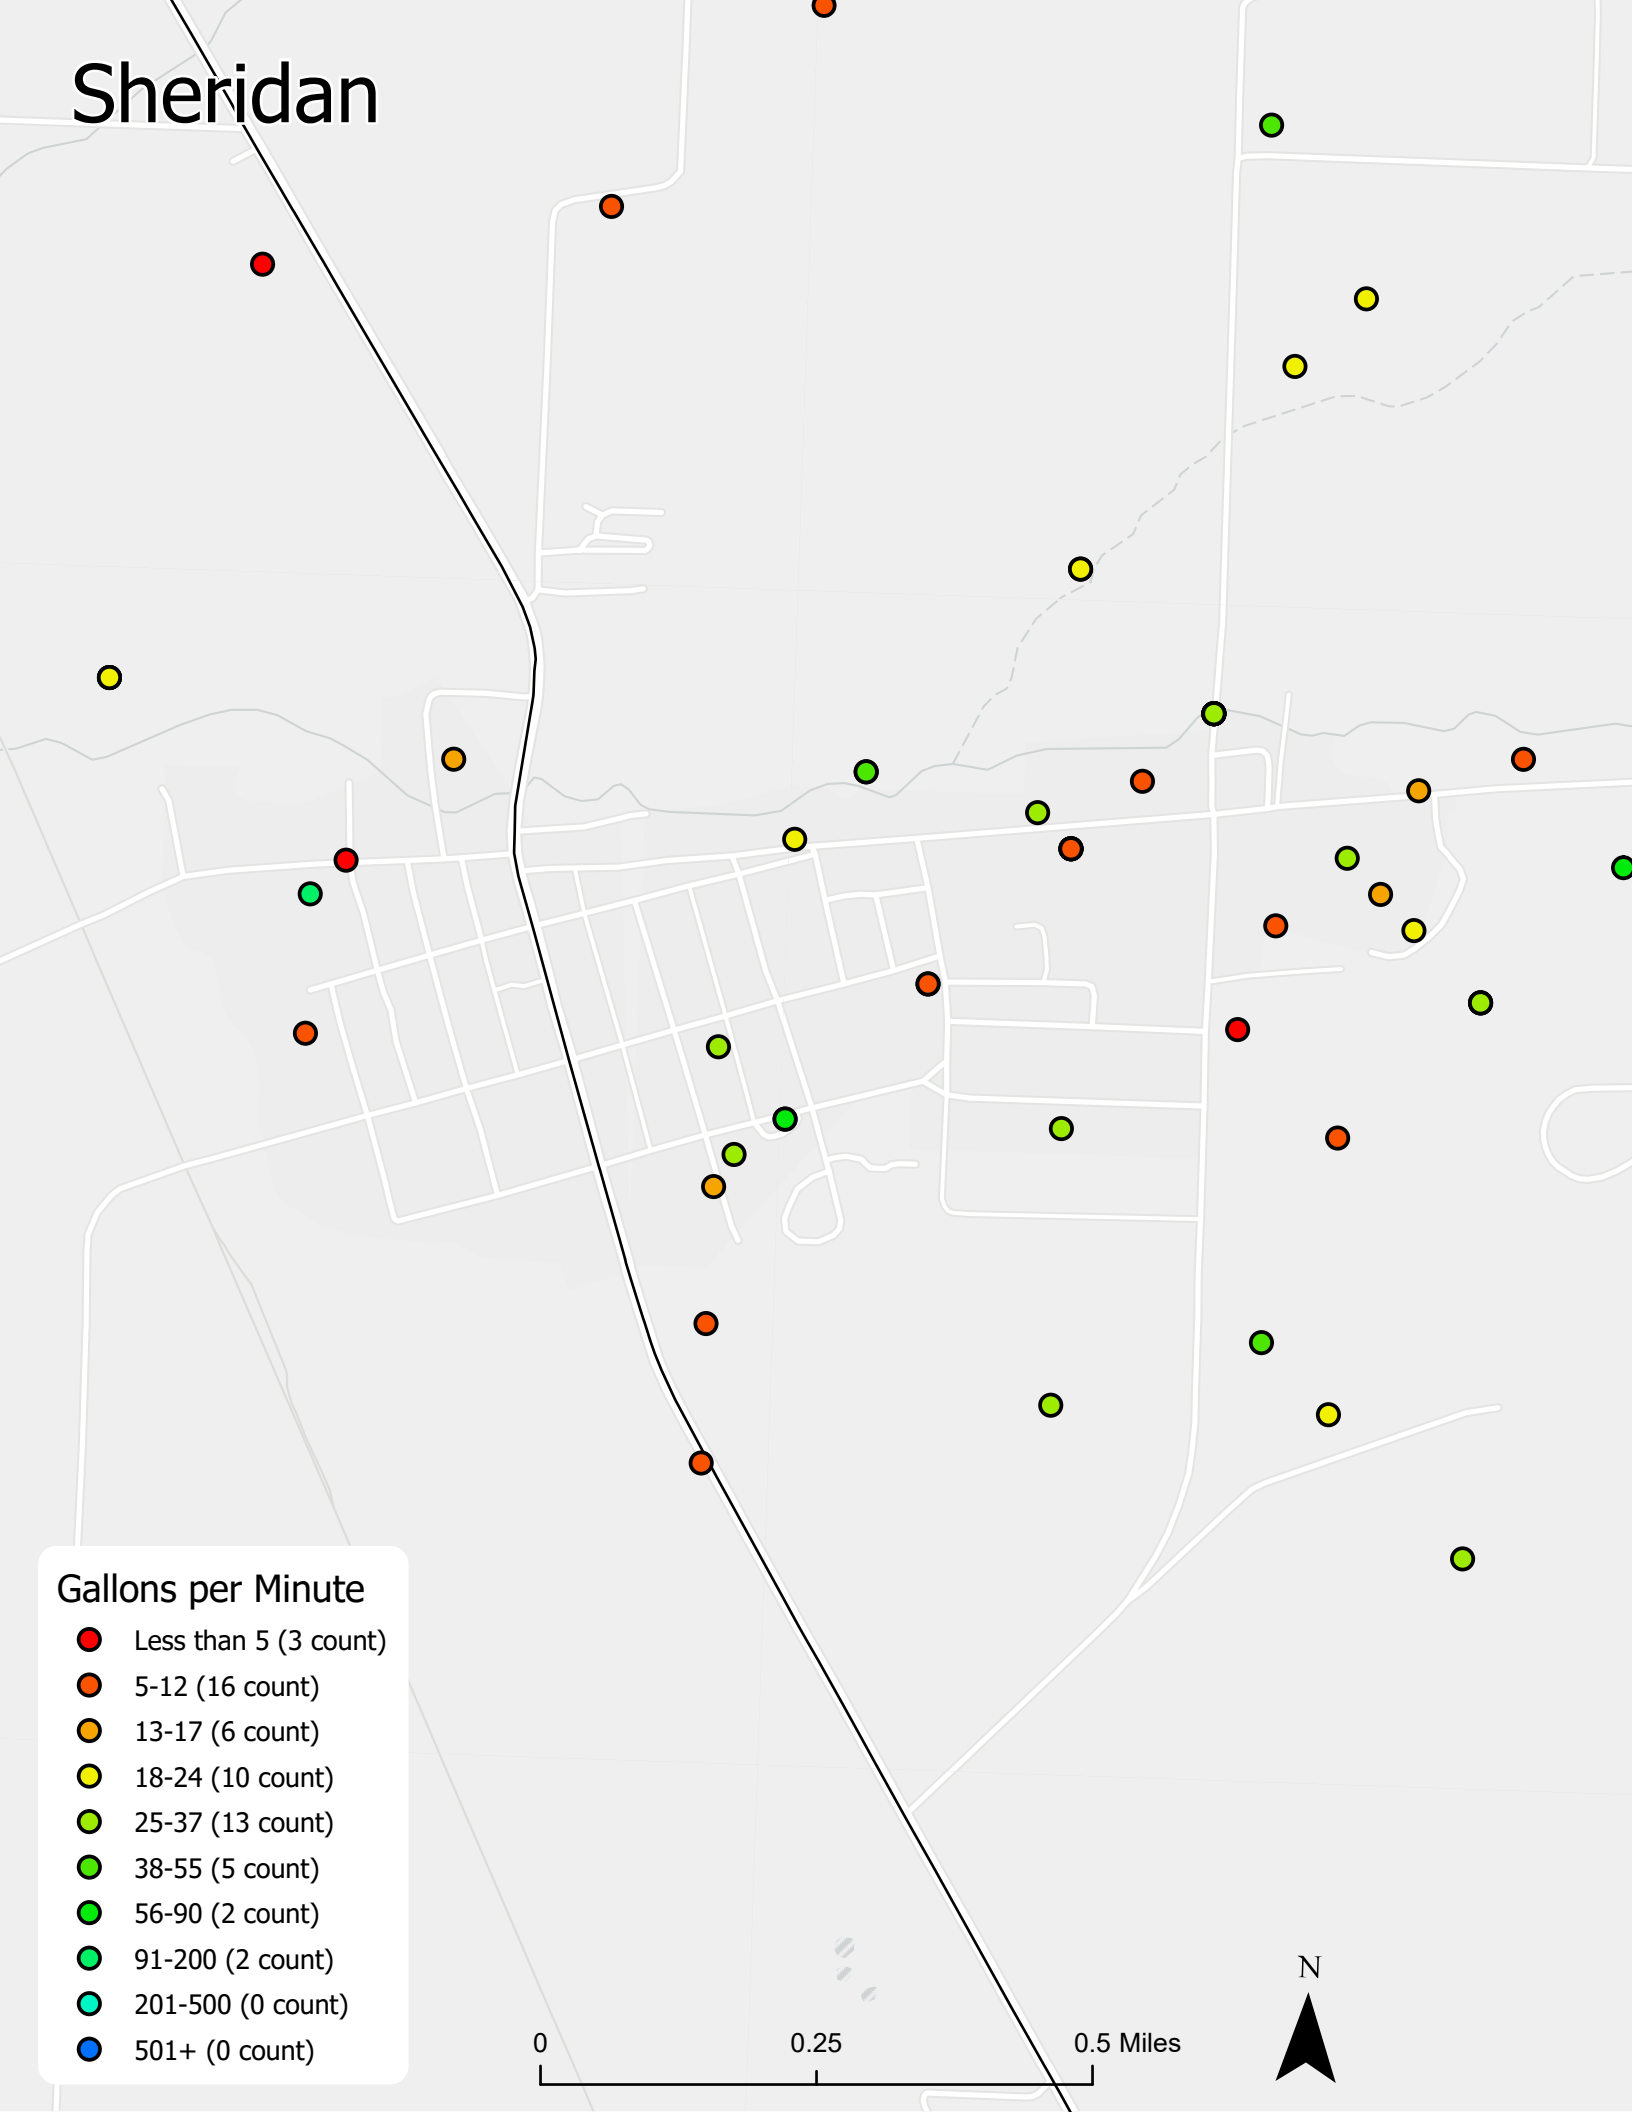 Sheridan
Gallons per Minute
Less than 5 (3 count)
5-12 (16 count)
13-17 (6 count)
18-24 (10 count)
25-37 (13 count)
38-55 (5 count)
56-90 (2 count)
91-200 (2 count)
201-500 (0 count)
501+ (0 count)
0 0.25 0.5 Miles
N